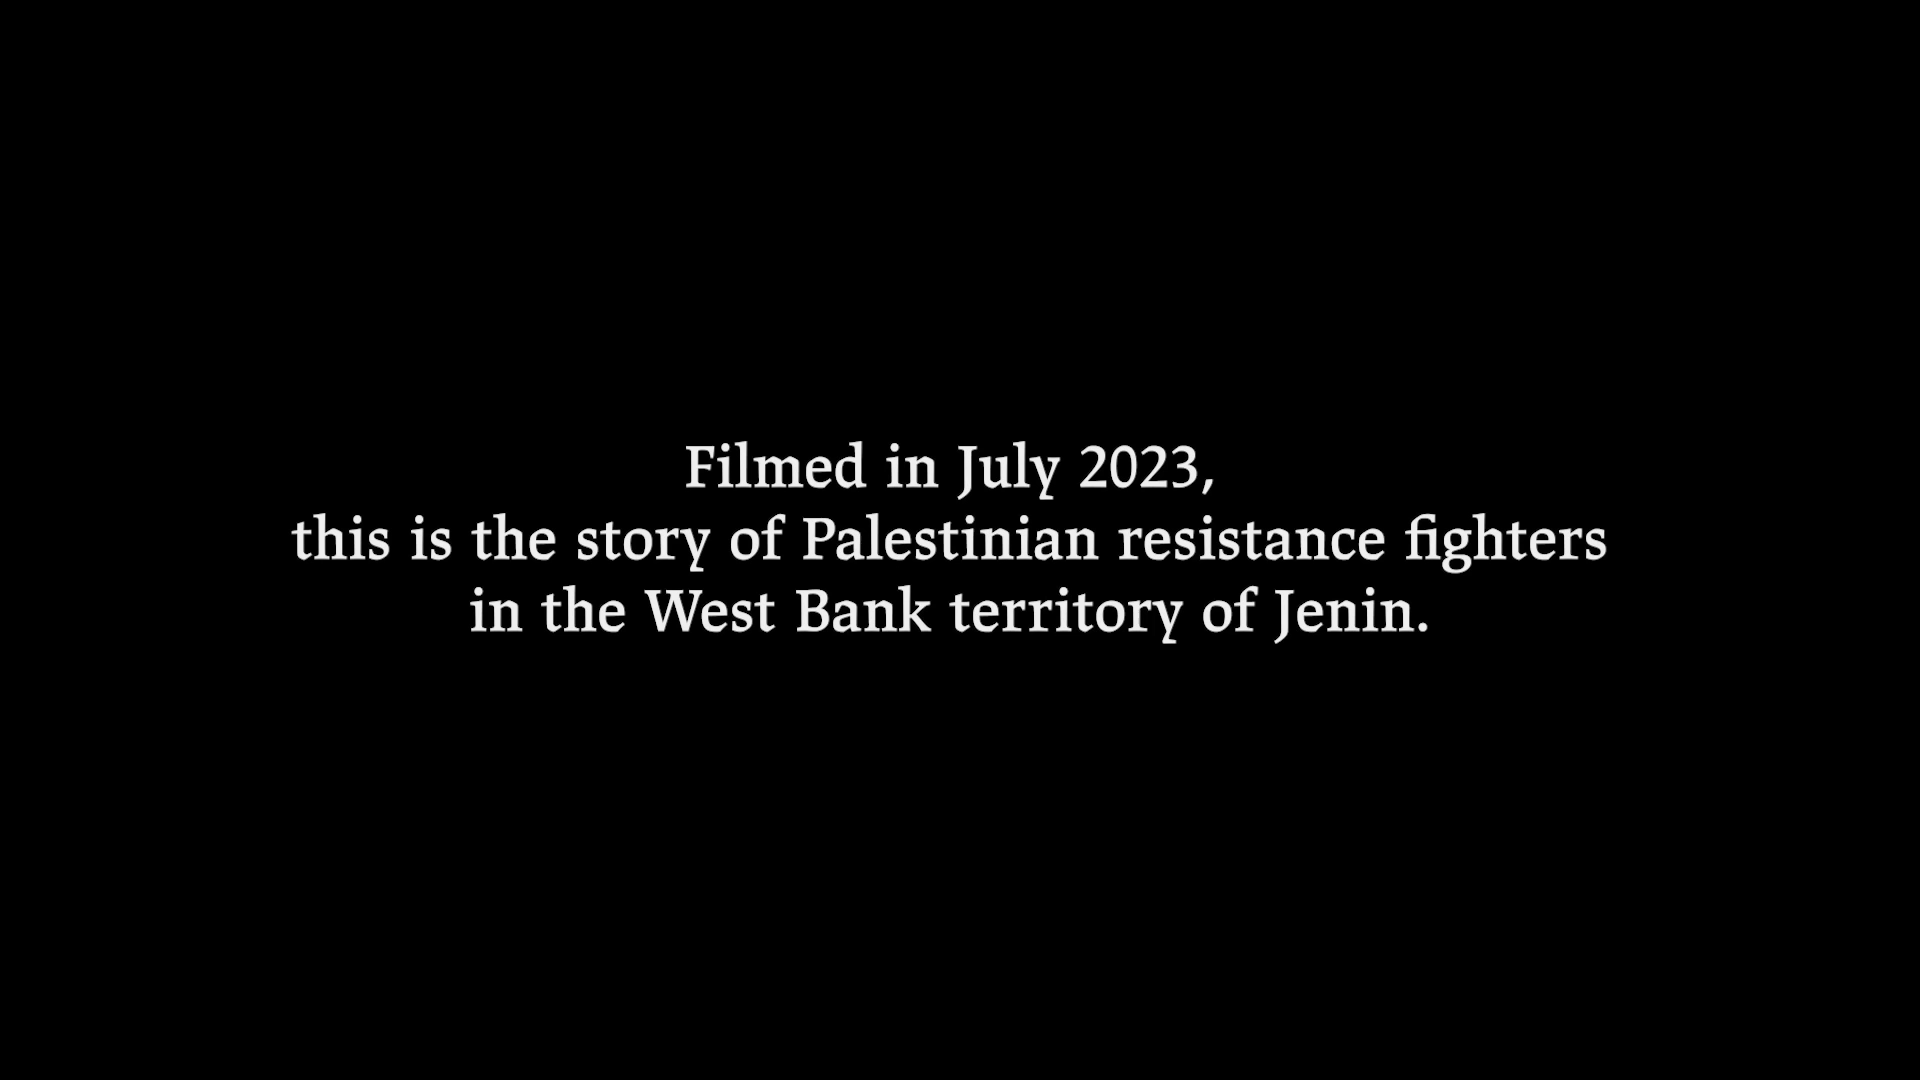 Filmed in July 2023,
this is the story of Palestinian resistance fighters
in the West Bank territory of Jenin.